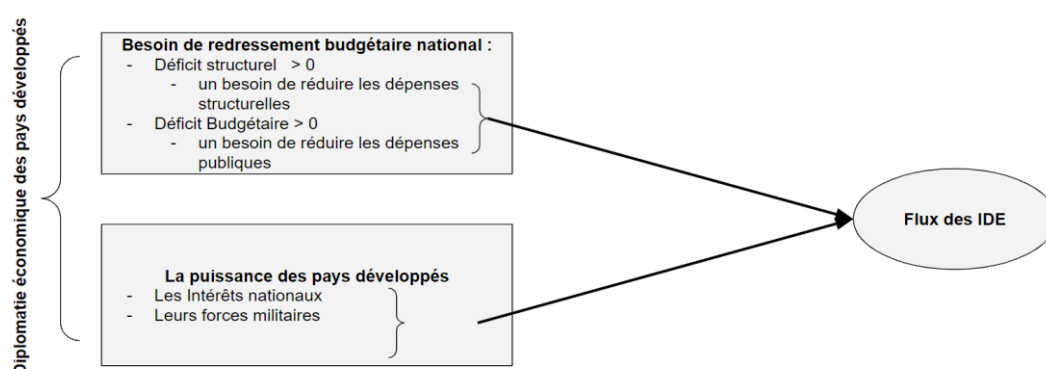 Diplomatie économique des pays développés
Besoin de redressement budgétaire national :
- Déficit structurel > 0
- un besoin de réduire les dépenses
structurelles
- Déficit Budgétaire > 0
- un besoin de réduire les dépenses
publiques
La puissance des pays développés
- Les Intérêts nationaux
- Leurs forces militaires
Flux des IDE